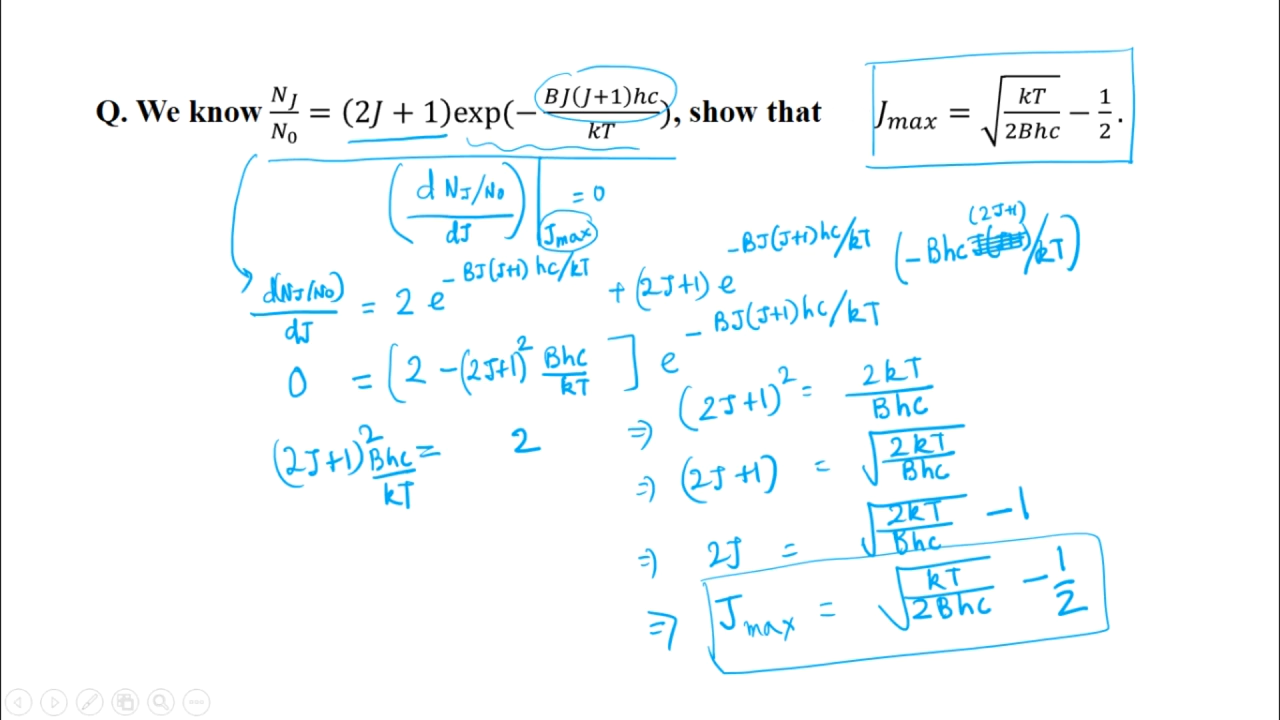 Q. We know N_J/N_0 = (2J + 1)exp(−BJ(J+1)hc/kT), show that J_max = √(kT/2Bhc) − 1/2.
(d N_J/N_0 / dJ)|_J_max = 0
d(N_J/N_0)/dJ = 2 e^(−BJ(J+1)hc/kT) + (2J+1) e^(−BJ(J+1)hc/kT) (−Bhc (2J+1)/kT)
0 = [2 − (2J+1)² Bhc/kT] e^(−BJ(J+1)hc/kT)
(2J+1)² Bhc/kT = 2 ⇒ (2J+1)² = 2kT/Bhc
⇒ (2J+1) = √(2kT/Bhc)
⇒ 2J = √(2kT/Bhc) − 1
⇒ J_max = √(kT/2Bhc) − 1/2